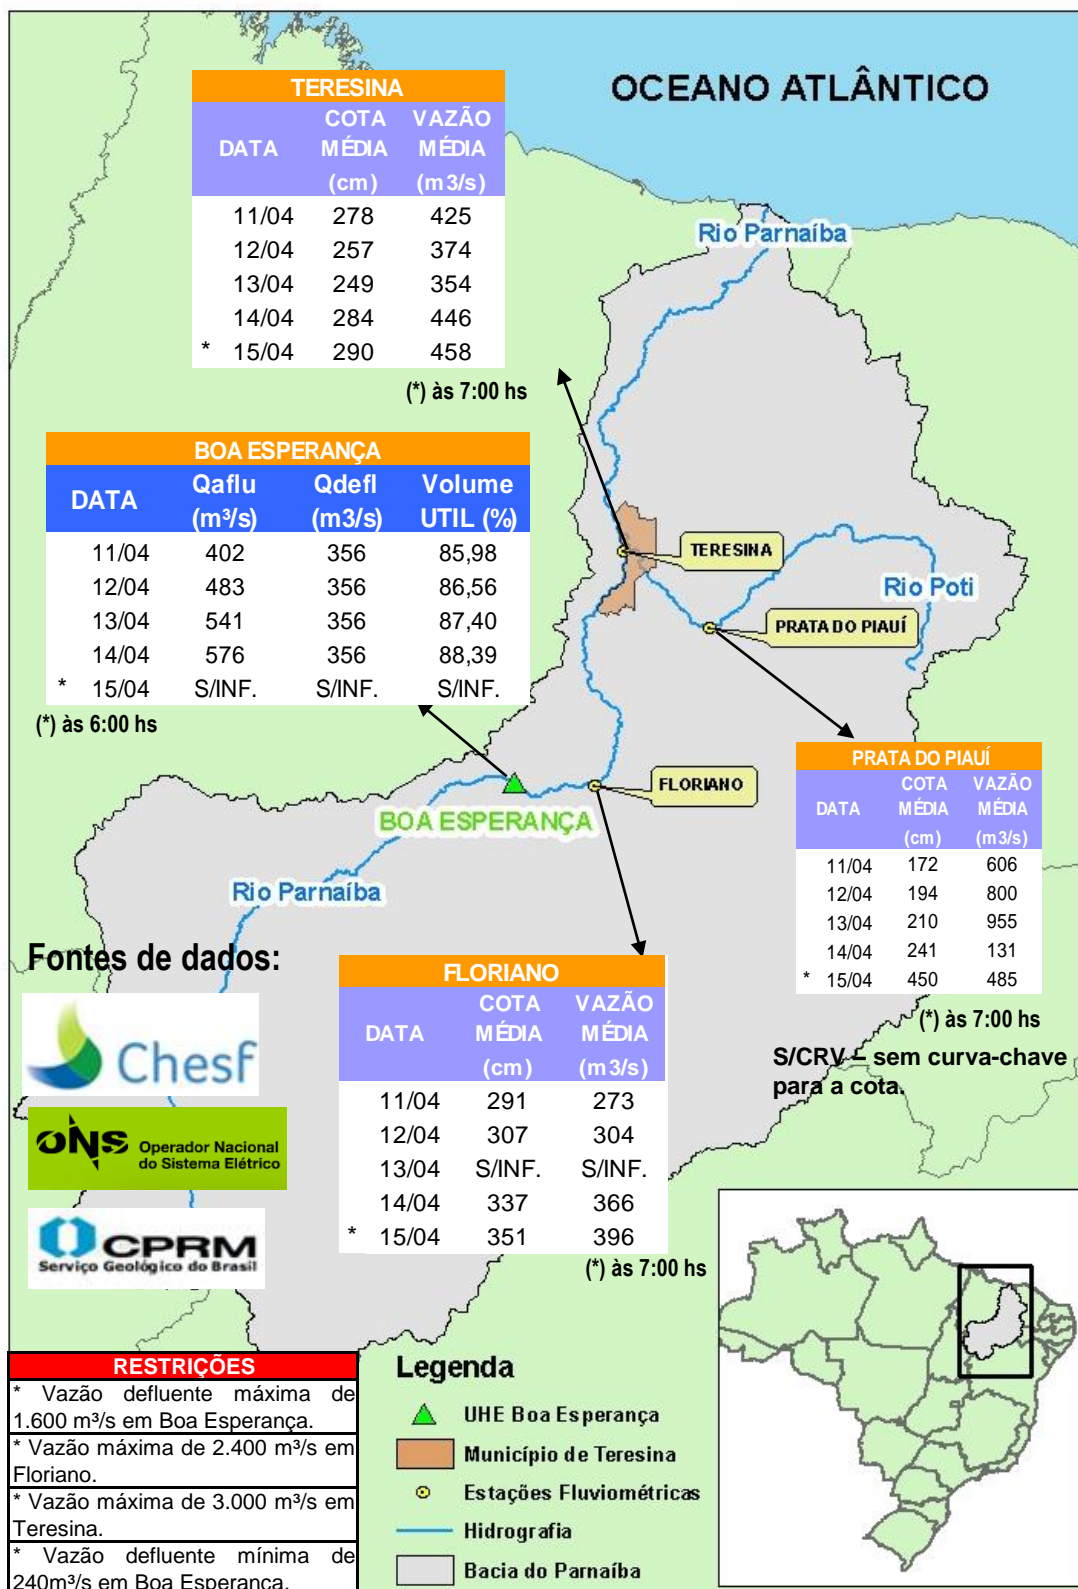 OCEANO ATLÂNTICO
TERESINA
DATA COTA MÉDIA (cm) VAZÃO MÉDIA (m3/s)
11/04 278 425
12/04 257 374
13/04 249 354
14/04 284 446
* 15/04 290 458
(*) às 7:00 hs
Rio Parnaíba
BOA ESPERANÇA
DATA Qaflu (m³/s) Qdefl (m3/s) Volume UTIL (%)
11/04 402 356 85,98
12/04 483 356 86,56
13/04 541 356 87,40
14/04 576 356 88,39
* 15/04 S/INF. S/INF. S/INF.
(*) às 6:00 hs
TERESINA
Rio Poti
PRATA DO PIAUÍ
FLORIANO
BOA ESPERANÇA
Rio Parnaíba
PRATA DO PIAUÍ
DATA COTA MÉDIA (cm) VAZÃO MÉDIA (m3/s)
11/04 172 606
12/04 194 800
13/04 210 955
14/04 241 131
* 15/04 450 485
(*) às 7:00 hs
S/CRV – sem curva-chave
para a cota.
Fontes de dados:
Chesf
ONS Operador Nacional
do Sistema Elétrico
CPRM
Serviço Geológico do Brasil
FLORIANO
DATA COTA MÉDIA (cm) VAZÃO MÉDIA (m3/s)
11/04 291 273
12/04 307 304
13/04 S/INF. S/INF.
14/04 337 366
* 15/04 351 396
(*) às 7:00 hs
RESTRIÇÕES
* Vazão defluente máxima de
1.600 m³/s em Boa Esperança.
* Vazão máxima de 2.400 m³/s em
Floriano.
* Vazão máxima de 3.000 m³/s em
Teresina.
* Vazão defluente mínima de
240m³/s em Boa Esperança.
Legenda
UHE Boa Esperança
Município de Teresina
Estações Fluviométricas
Hidrografia
Bacia do Parnaíba